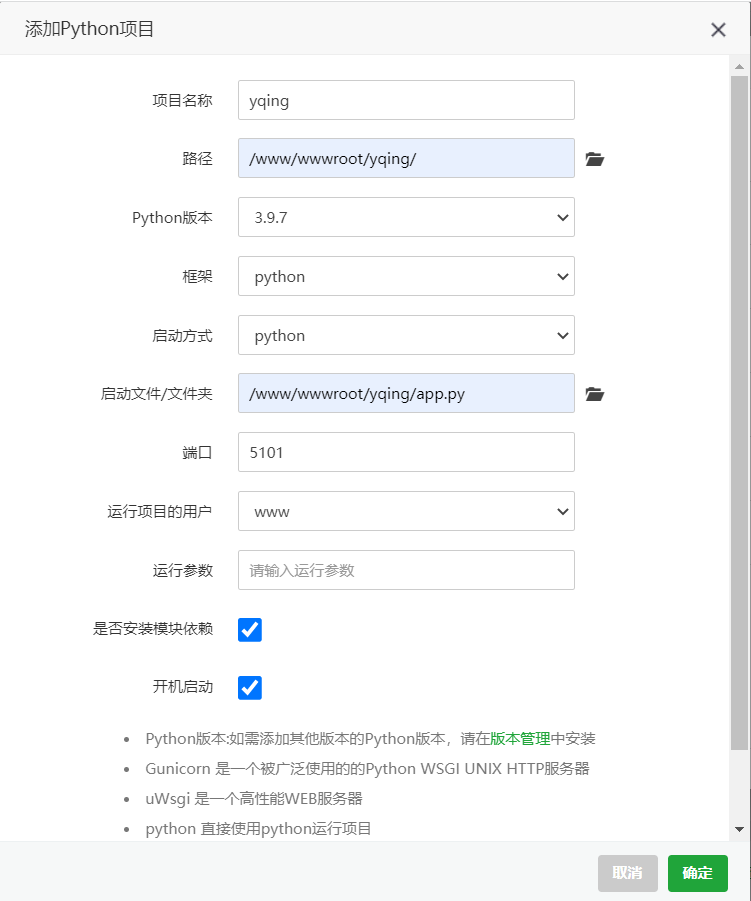 添加Python项目
项目名称 yqing
路径 /www/wwwroot/yqing/
Python版本 3.9.7
框架 python
启动方式 python
启动文件/文件夹 /www/wwwroot/yqing/app.py
端口 5101
运行项目的用户 www
运行参数 请输入运行参数
是否安装模块依赖
开机启动
Python版本:如需添加其他版本的Python版本，请在版本管理中安装
Gunicorn 是一个被广泛使用的的Python WSGI UNIX HTTP服务器
uWsgi 是一个高性能WEB服务器
python 直接使用python运行项目
取消 确定